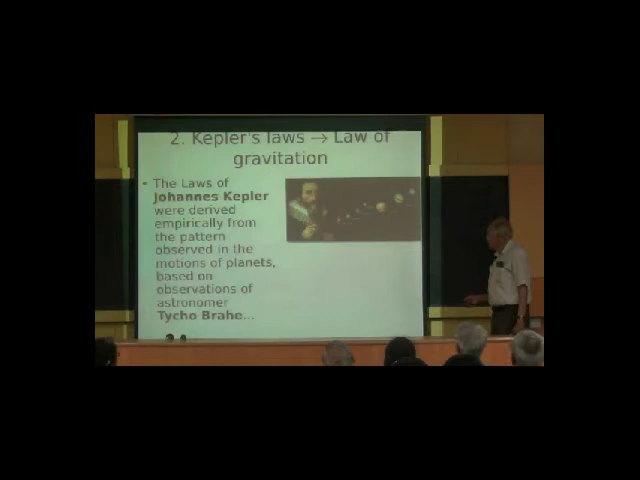 2. Kepler's laws → Law of
gravitation
• The Laws of
Johannes Kepler
were derived
empirically from
the pattern
observed in the
motions of planets,
based on
observations of
astronomer
Tycho Brahe...